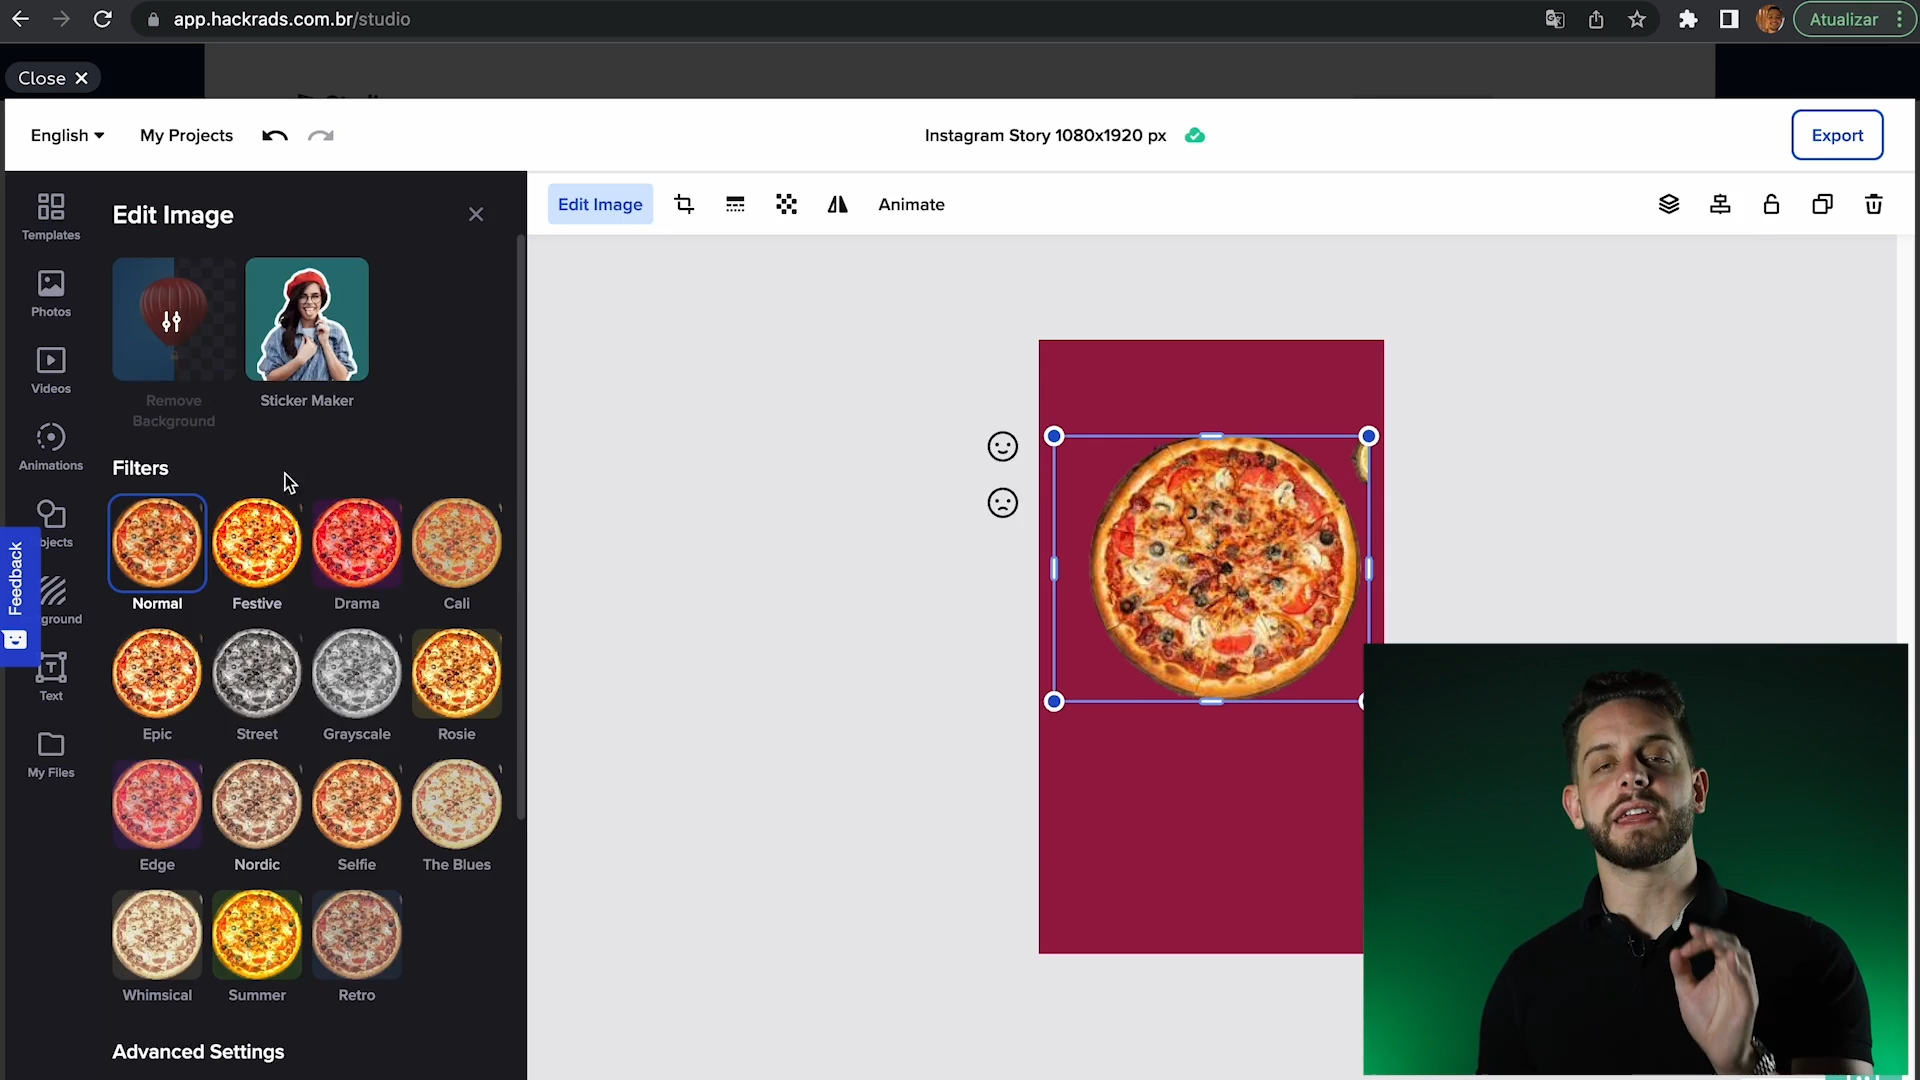 app.hackrads.com.br/studio
Atualizar
Close
English
My Projects
Instagram Story 1080x1920 px
Export
Templates
Photos
Videos
Animations
bjects
ground
Text
My Files
Feedback
Edit Image
Remove
Background
Sticker Maker
Filters
Normal
Festive
Drama
Cali
Epic
Street
Grayscale
Rosie
Edge
Nordic
Selfie
The Blues
Whimsical
Summer
Retro
Advanced Settings
Edit Image
Animate